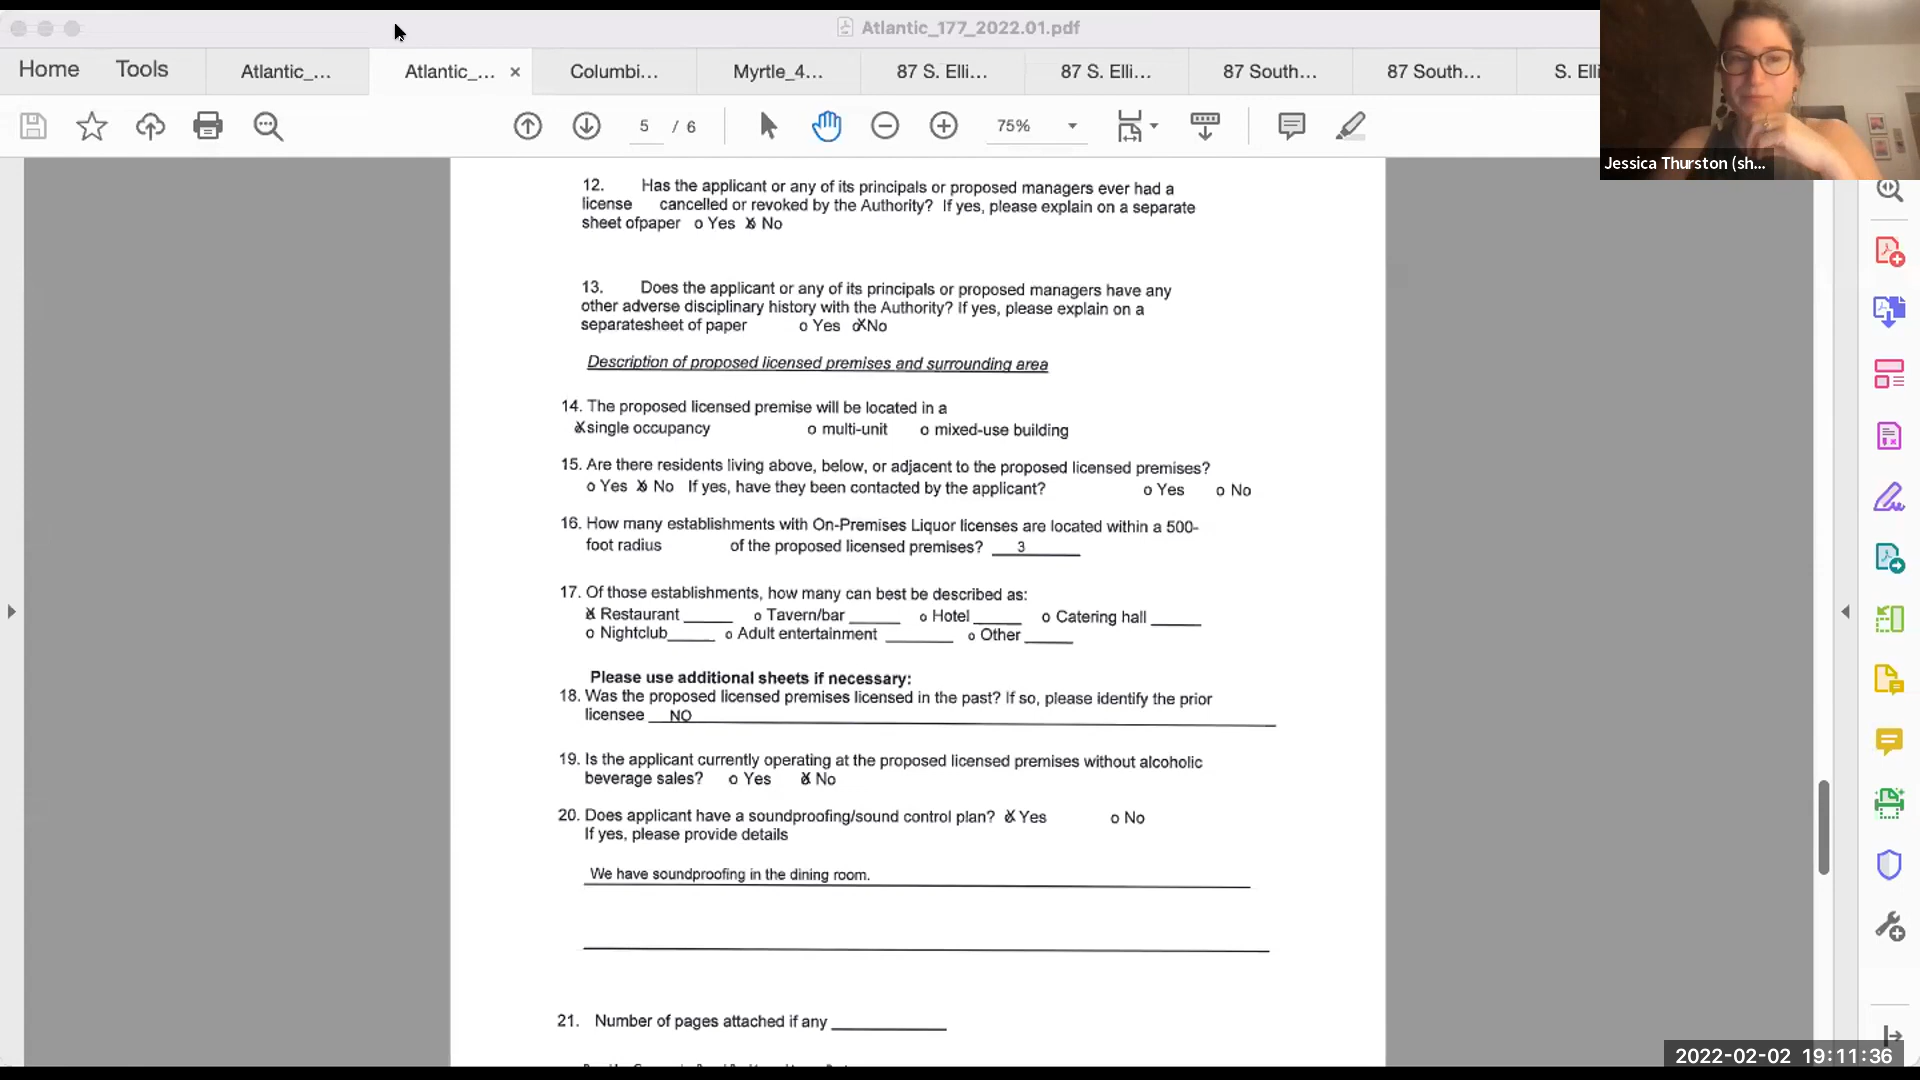 Atlantic_177_2022.01.pdf
Home Tools Atlantic_... Atlantic_... × Columbi... Myrtle_4... 87 S. Elli... 87 S. Elli... 87 South... 87 South... S. Elli
5 / 6 75%
Jessica Thurston (sh...
12. Has the applicant or any of its principals or proposed managers ever had a
license cancelled or revoked by the Authority? If yes, please explain on a separate
sheet ofpaper o Yes X No
13. Does the applicant or any of its principals or proposed managers have any
other adverse disciplinary history with the Authority? If yes, please explain on a
separatesheet of paper o Yes oXNo
Description of proposed licensed premises and surrounding area
14. The proposed licensed premise will be located in a
X single occupancy o multi-unit o mixed-use building
15. Are there residents living above, below, or adjacent to the proposed licensed premises?
o Yes X No If yes, have they been contacted by the applicant? o Yes o No
16. How many establishments with On-Premises Liquor licenses are located within a 500-
foot radius of the proposed licensed premises? 3
17. Of those establishments, how many can best be described as:
X Restaurant _____ o Tavern/bar _____ o Hotel _____ o Catering hall _____
o Nightclub_____ o Adult entertainment _______ o Other _____
Please use additional sheets if necessary:
18. Was the proposed licensed premises licensed in the past? If so, please identify the prior
licensee NO
19. Is the applicant currently operating at the proposed licensed premises without alcoholic
beverage sales? o Yes X No
20. Does applicant have a soundproofing/sound control plan? X Yes o No
If yes, please provide details
We have soundproofing in the dining room.
21. Number of pages attached if any ____________
2022-02-02 19:11:36